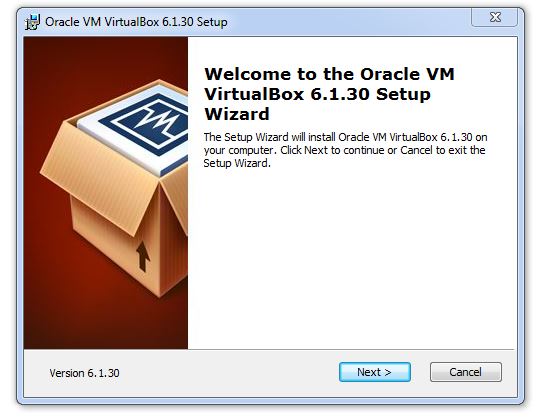 Oracle VM VirtualBox 6.1.30 Setup
Welcome to the Oracle VM
VirtualBox 6.1.30 Setup
Wizard
The Setup Wizard will install Oracle VM VirtualBox 6.1.30 on
your computer. Click Next to continue or Cancel to exit the
Setup Wizard.
Version 6.1.30
Next >
Cancel